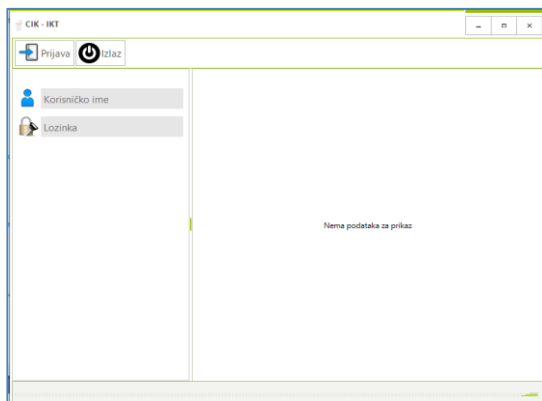 CIK - IKT
Prijava Izlaz
Korisničko ime
Lozinka
Nema podataka za prikaz